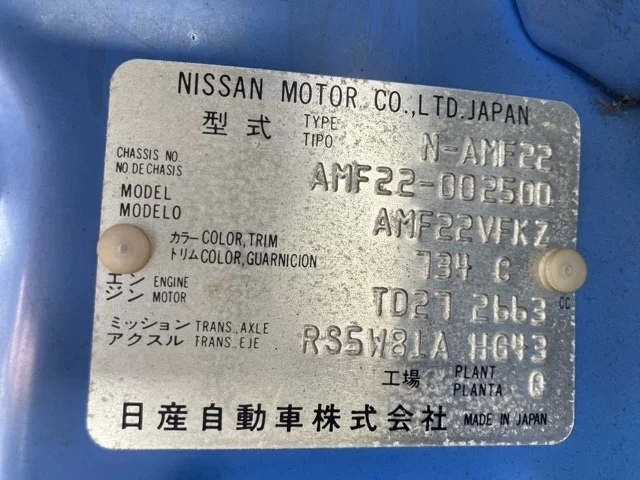 NISSAN MOTOR CO.,LTD.JAPAN
型式 TYPE TIPO N-AMF22
CHASSIS NO. NO.DE CHASIS AMF22-002500
MODEL MODELO AMF22VFKZ
カラー COLOR,TRIM トリム COLOR, GUARNICION 734 C
エンジン ENGINE MOTOR TD27 2663 CC
ミッション アクスル TRANS.,AXLE TRANS.,EJE RS5W81A HG43
工場 PLANT PLANTA
日産自動車株式会社 MADE IN JAPAN